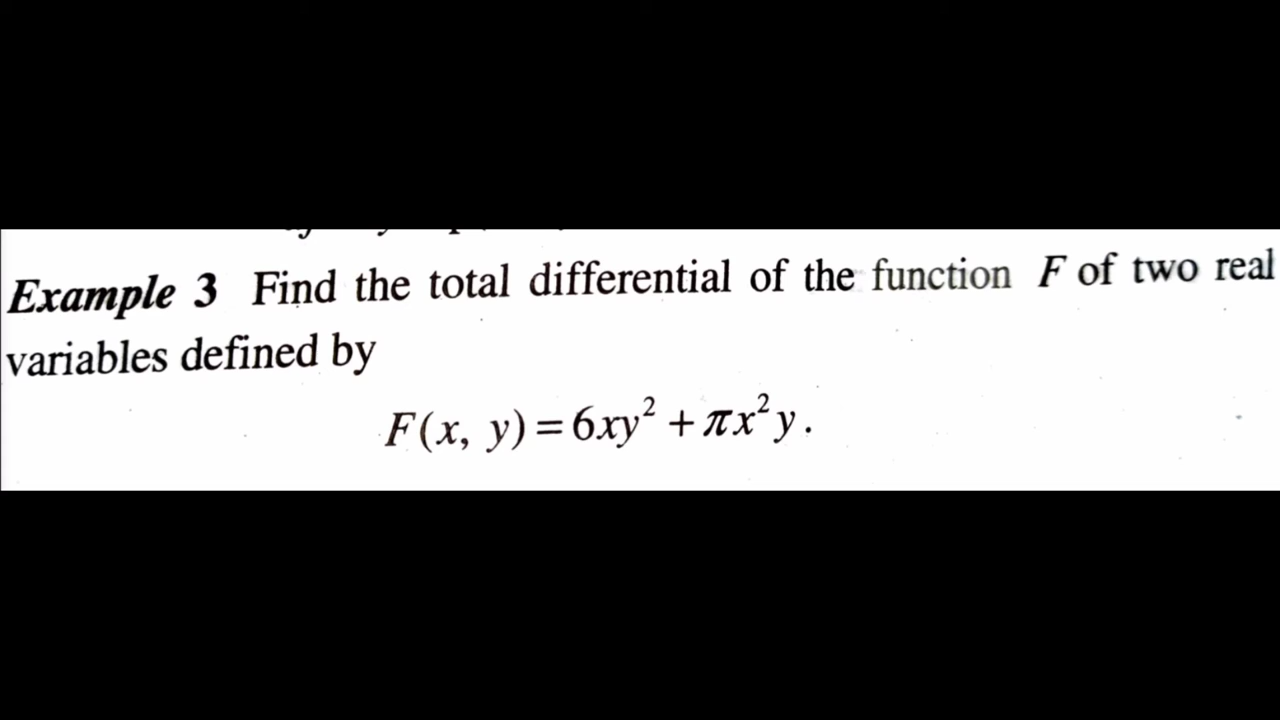 Example 3 Find the total differential of the function F of two real
variables defined by
F(x, y) = 6xy² + πx²y.